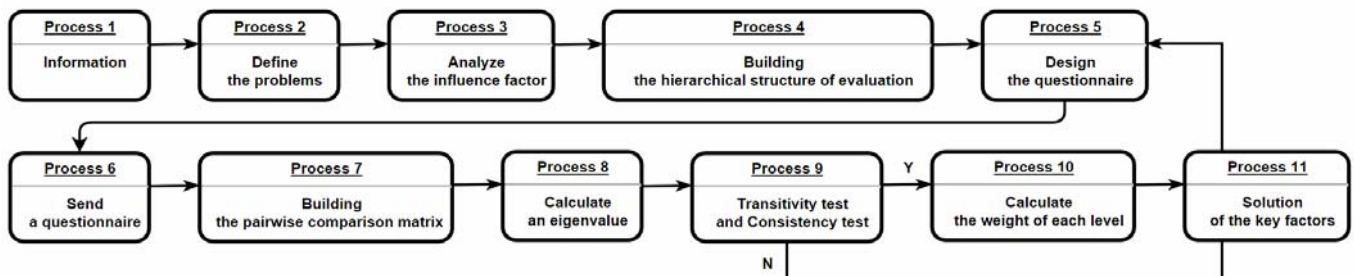 Process 1
Information
Process 2
Define
the problems
Process 3
Analyze
the influence factor
Process 4
Building
the hierarchical structure of evaluation
Process 5
Design
the questionnaire
Process 6
Send
a questionnaire
Process 7
Building
the pairwise comparison matrix
Process 8
Calculate
an eigenvalue
Process 9
Transitivity test
and Consistency test
Y
N
Process 10
Calculate
the weight of each level
Process 11
Solution
of the key factors